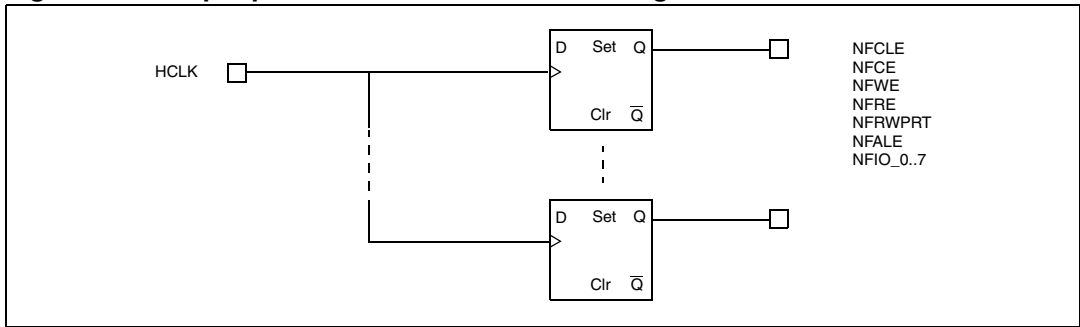 D Set Q
HCLK
Clr Q
NFCLE
NFCE
NFWE
NFRE
NFRWPRT
NFALE
NFIO_0..7
D Set Q
Clr Q